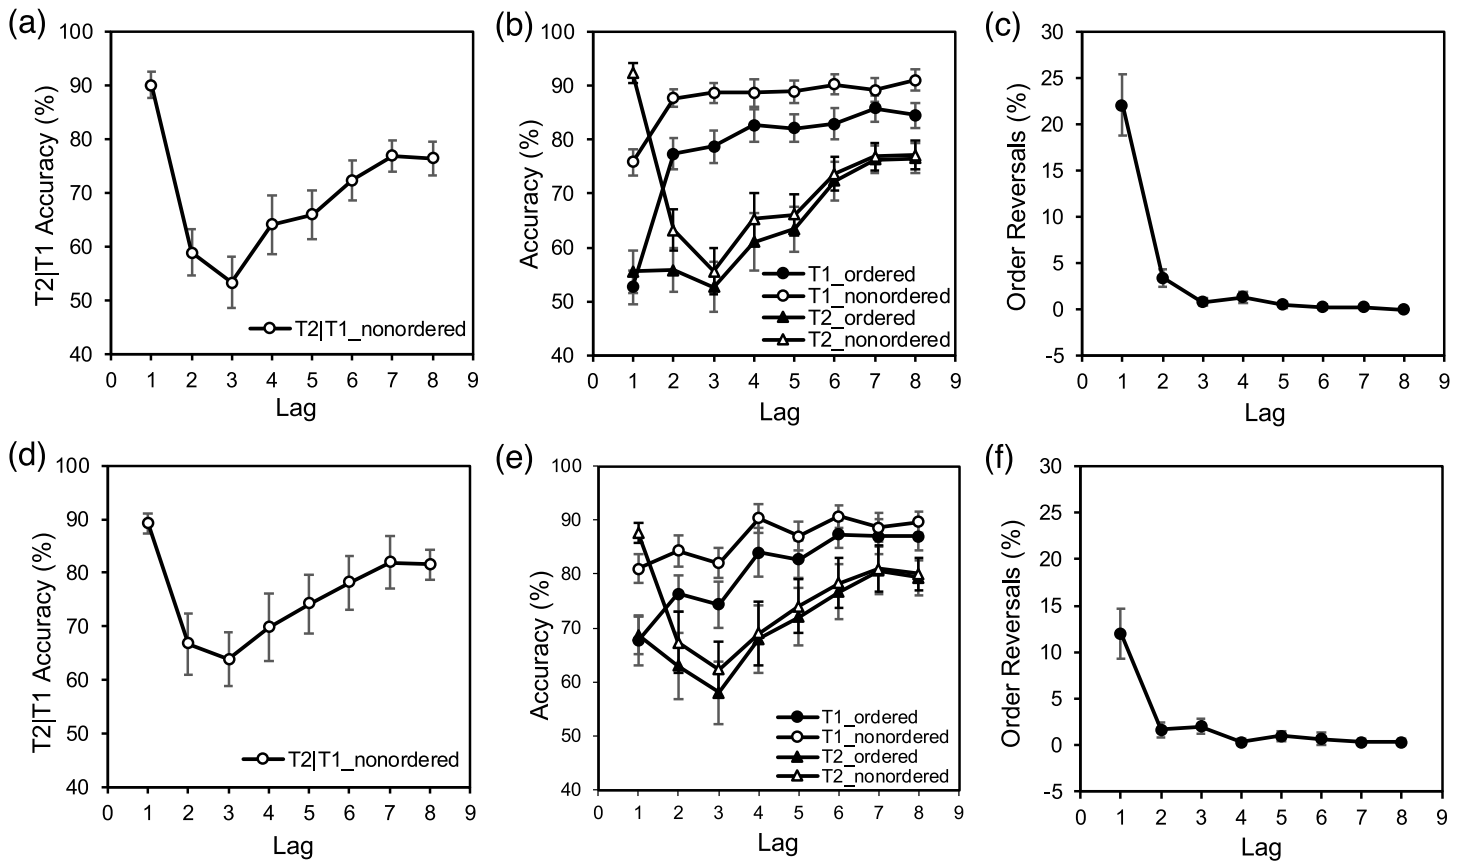 (a)
100
90
80
70
60
50
40
T2|T1 Accuracy (%)
T2|T1_nonordered
0 1 2 3 4 5 6 7 8 9
Lag
(b)
100
90
80
70
60
50
40
Accuracy (%)
T1_ordered
T1_nonordered
T2_ordered
T2_nonordered
0 1 2 3 4 5 6 7 8 9
Lag
(c)
30
25
20
15
10
5
0
-5
Order Reversals (%)
0 1 2 3 4 5 6 7 8 9
Lag
(d)
100
90
80
70
60
50
40
T2|T1 Accuracy (%)
T2|T1_nonordered
0 1 2 3 4 5 6 7 8 9
Lag
(e)
100
90
80
70
60
50
40
Accuracy (%)
T1_ordered
T1_nonordered
T2_ordered
T2_nonordered
0 1 2 3 4 5 6 7 8 9
Lag
(f)
30
25
20
15
10
5
0
-5
Order Reversals (%)
0 1 2 3 4 5 6 7 8 9
Lag